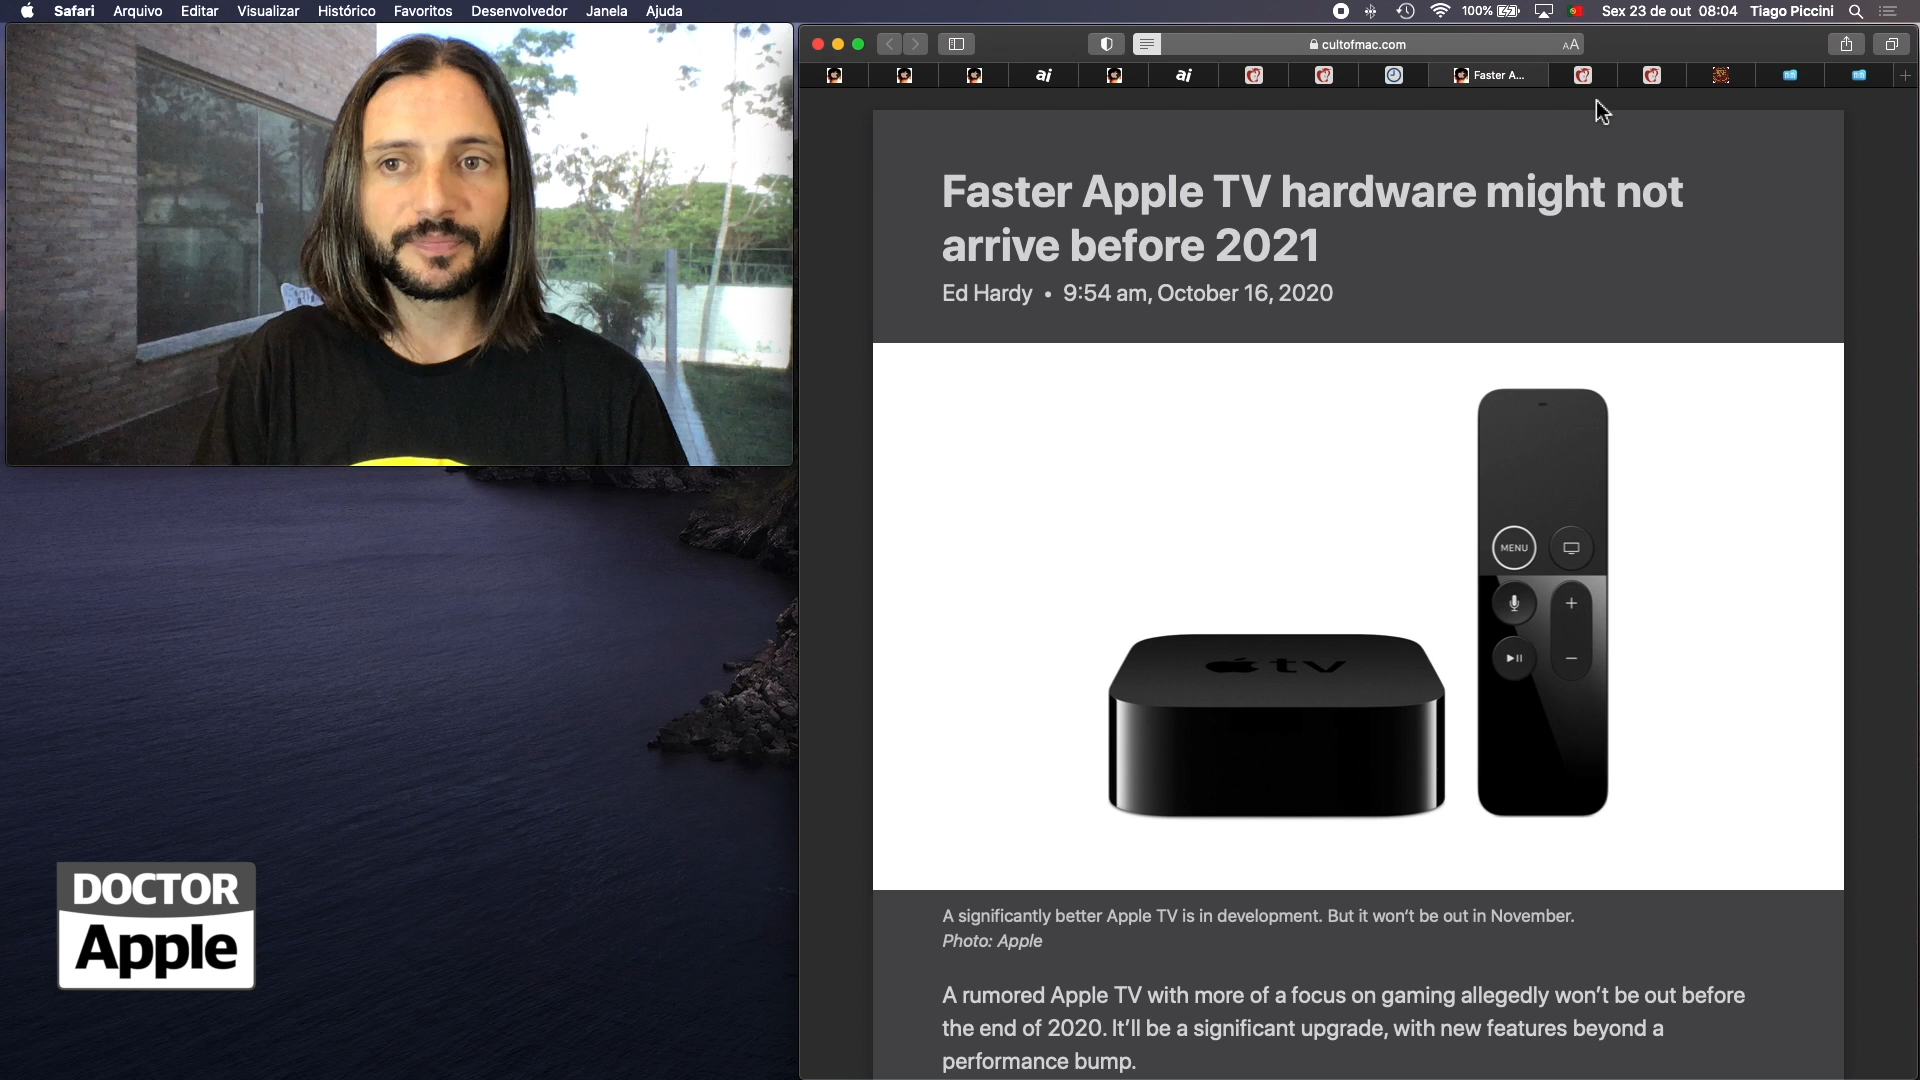 Safari Arquivo Editar Visualizar Histórico Favoritos Desenvolvedor Janela Ajuda 100% Sex 23 de out 08:04 Tiago Piccini
cultofmac.com AA
ai ai Faster A...
Faster Apple TV hardware might not
arrive before 2021
Ed Hardy • 9:54 am, October 16, 2020
MENU
tv
A significantly better Apple TV is in development. But it won't be out in November.
Photo: Apple
A rumored Apple TV with more of a focus on gaming allegedly won't be out before
the end of 2020. It'll be a significant upgrade, with new features beyond a
performance bump.
DOCTOR
Apple